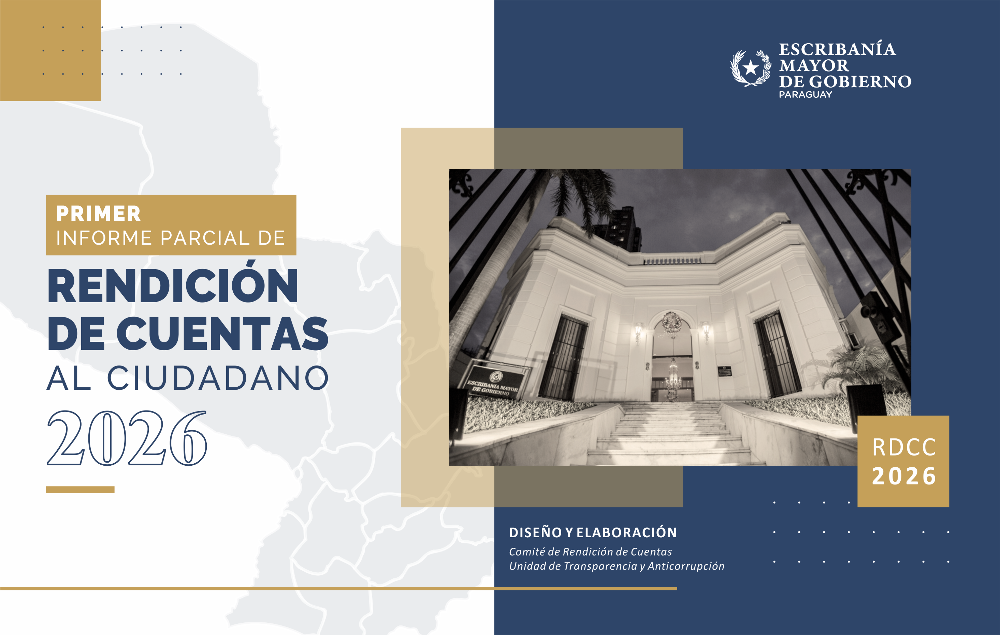 ESCRIBANÍA
MAYOR
DE GOBIERNO
PARAGUAY
PRIMER
INFORME PARCIAL DE
RENDICIÓN
DE CUENTAS
AL CIUDADANO
2026
ESCRIBANÍA MAYOR
DE GOBIERNO
RDCC
2026
DISEÑO Y ELABORACIÓN
Comité de Rendición de Cuentas
Unidad de Transparencia y Anticorrupción